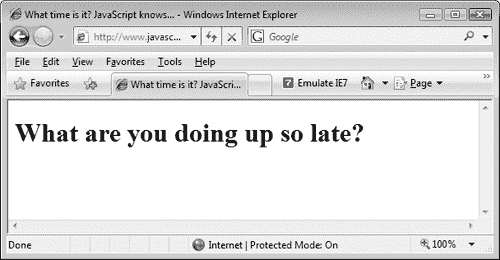 What time is it? JavaScript knows... - Windows Internet Explorer
http://www.javasc...
Google
File Edit View Favorites Tools Help
Favorites
What time is it? JavaScri...
Emulate IE7
Page
What are you doing up so late?
Done
Internet | Protected Mode: On
100%